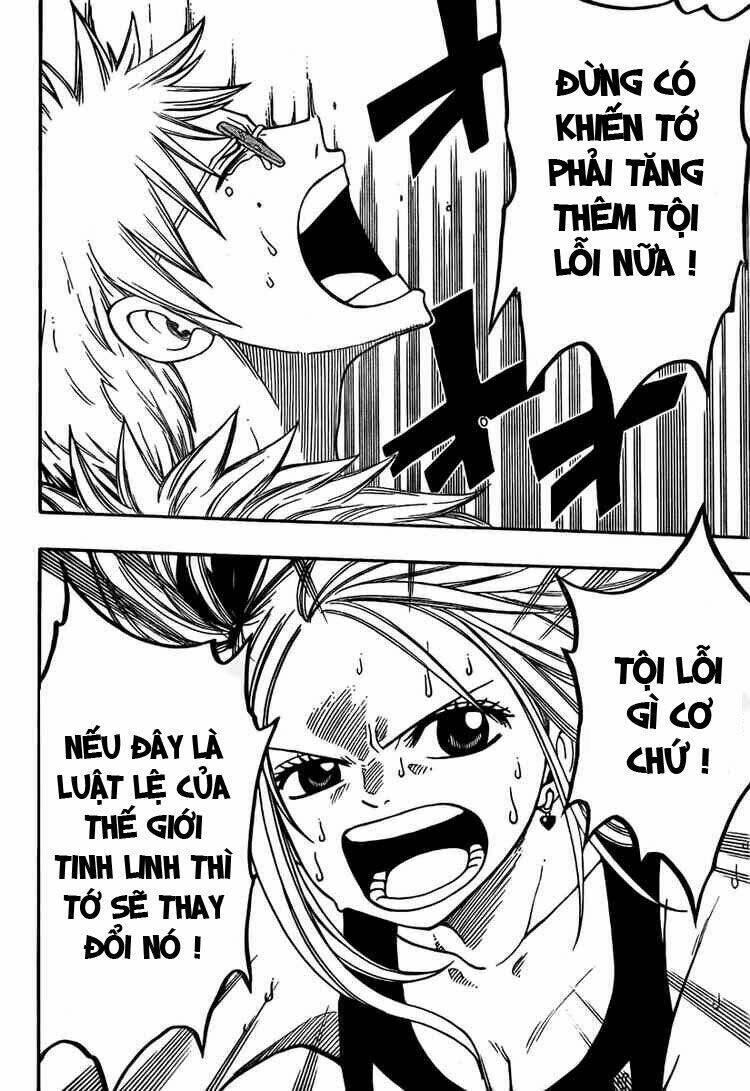 ĐỪNG CÓ
KHIẾN TỚ
PHẢI TĂNG
THÊM TỘI
LỖI NỮA !
TỘI LỖI
GÌ CƠ
CHỨ !
NẾU ĐÂY LÀ
LUẬT LỆ CỦA
THẾ GIỚI
TINH LINH THÌ
TỚ SẼ THAY
ĐỔI NÓ !